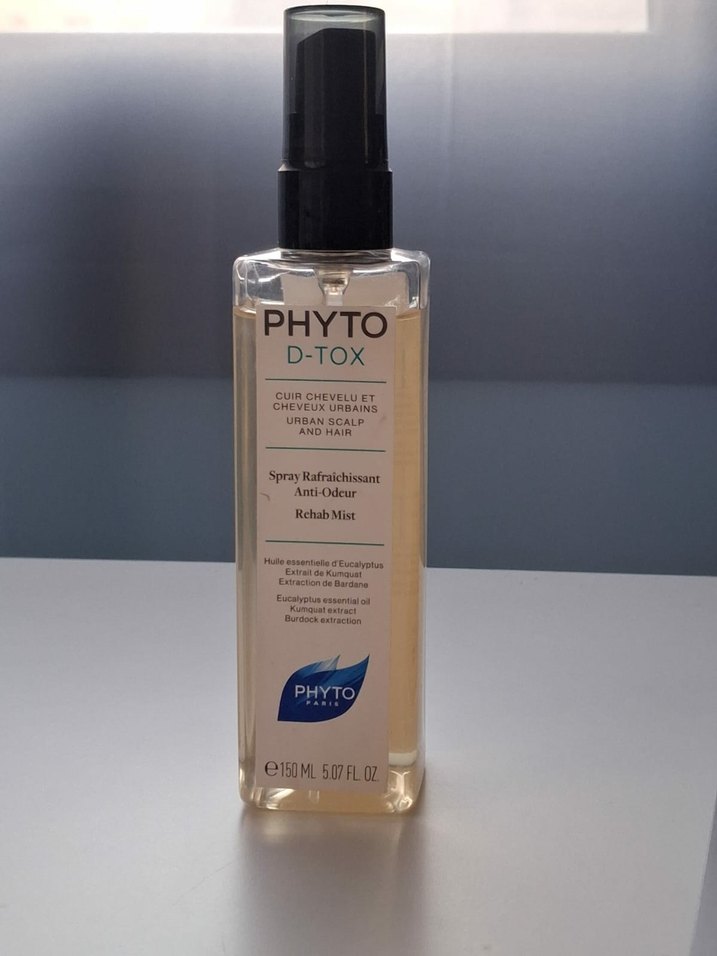 PHYTO
D-TOX
CUIR CHEVELU ET
CHEVEUX URBAINS
URBAN SCALP
AND HAIR
Spray Rafraîchissant
Anti-Odeur
Rehab Mist
Huile essentielle d'Eucalyptus
Extrait de Kumquat
Extraction de Bardane
Eucalyptus essential oil
Kumquat extract
Burdock extraction
PHYTO
PARIS
℮150 ML 5.07 FL. OZ.